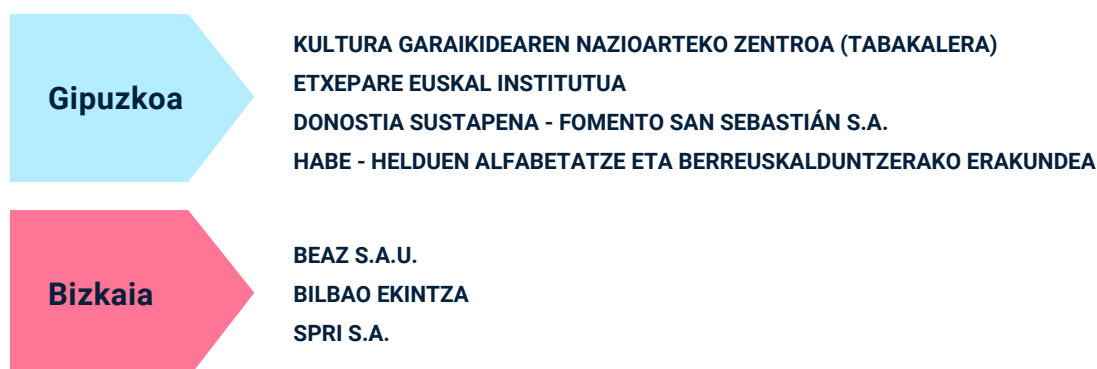 Gipuzkoa
KULTURA GARAIKIDEAREN NAZIOARTEKO ZENTROA (TABAKALERA)
ETXEPARE EUSKAL INSTITUTUA
DONOSTIA SUSTAPENA - FOMENTO SAN SEBASTIÁN S.A.
HABE - HELDUEN ALFABETATZE ETA BERREUSKALDUNTZERAKO ERAKUNDEA
Bizkaia
BEAZ S.A.U.
BILBAO EKINTZA
SPRI S.A.